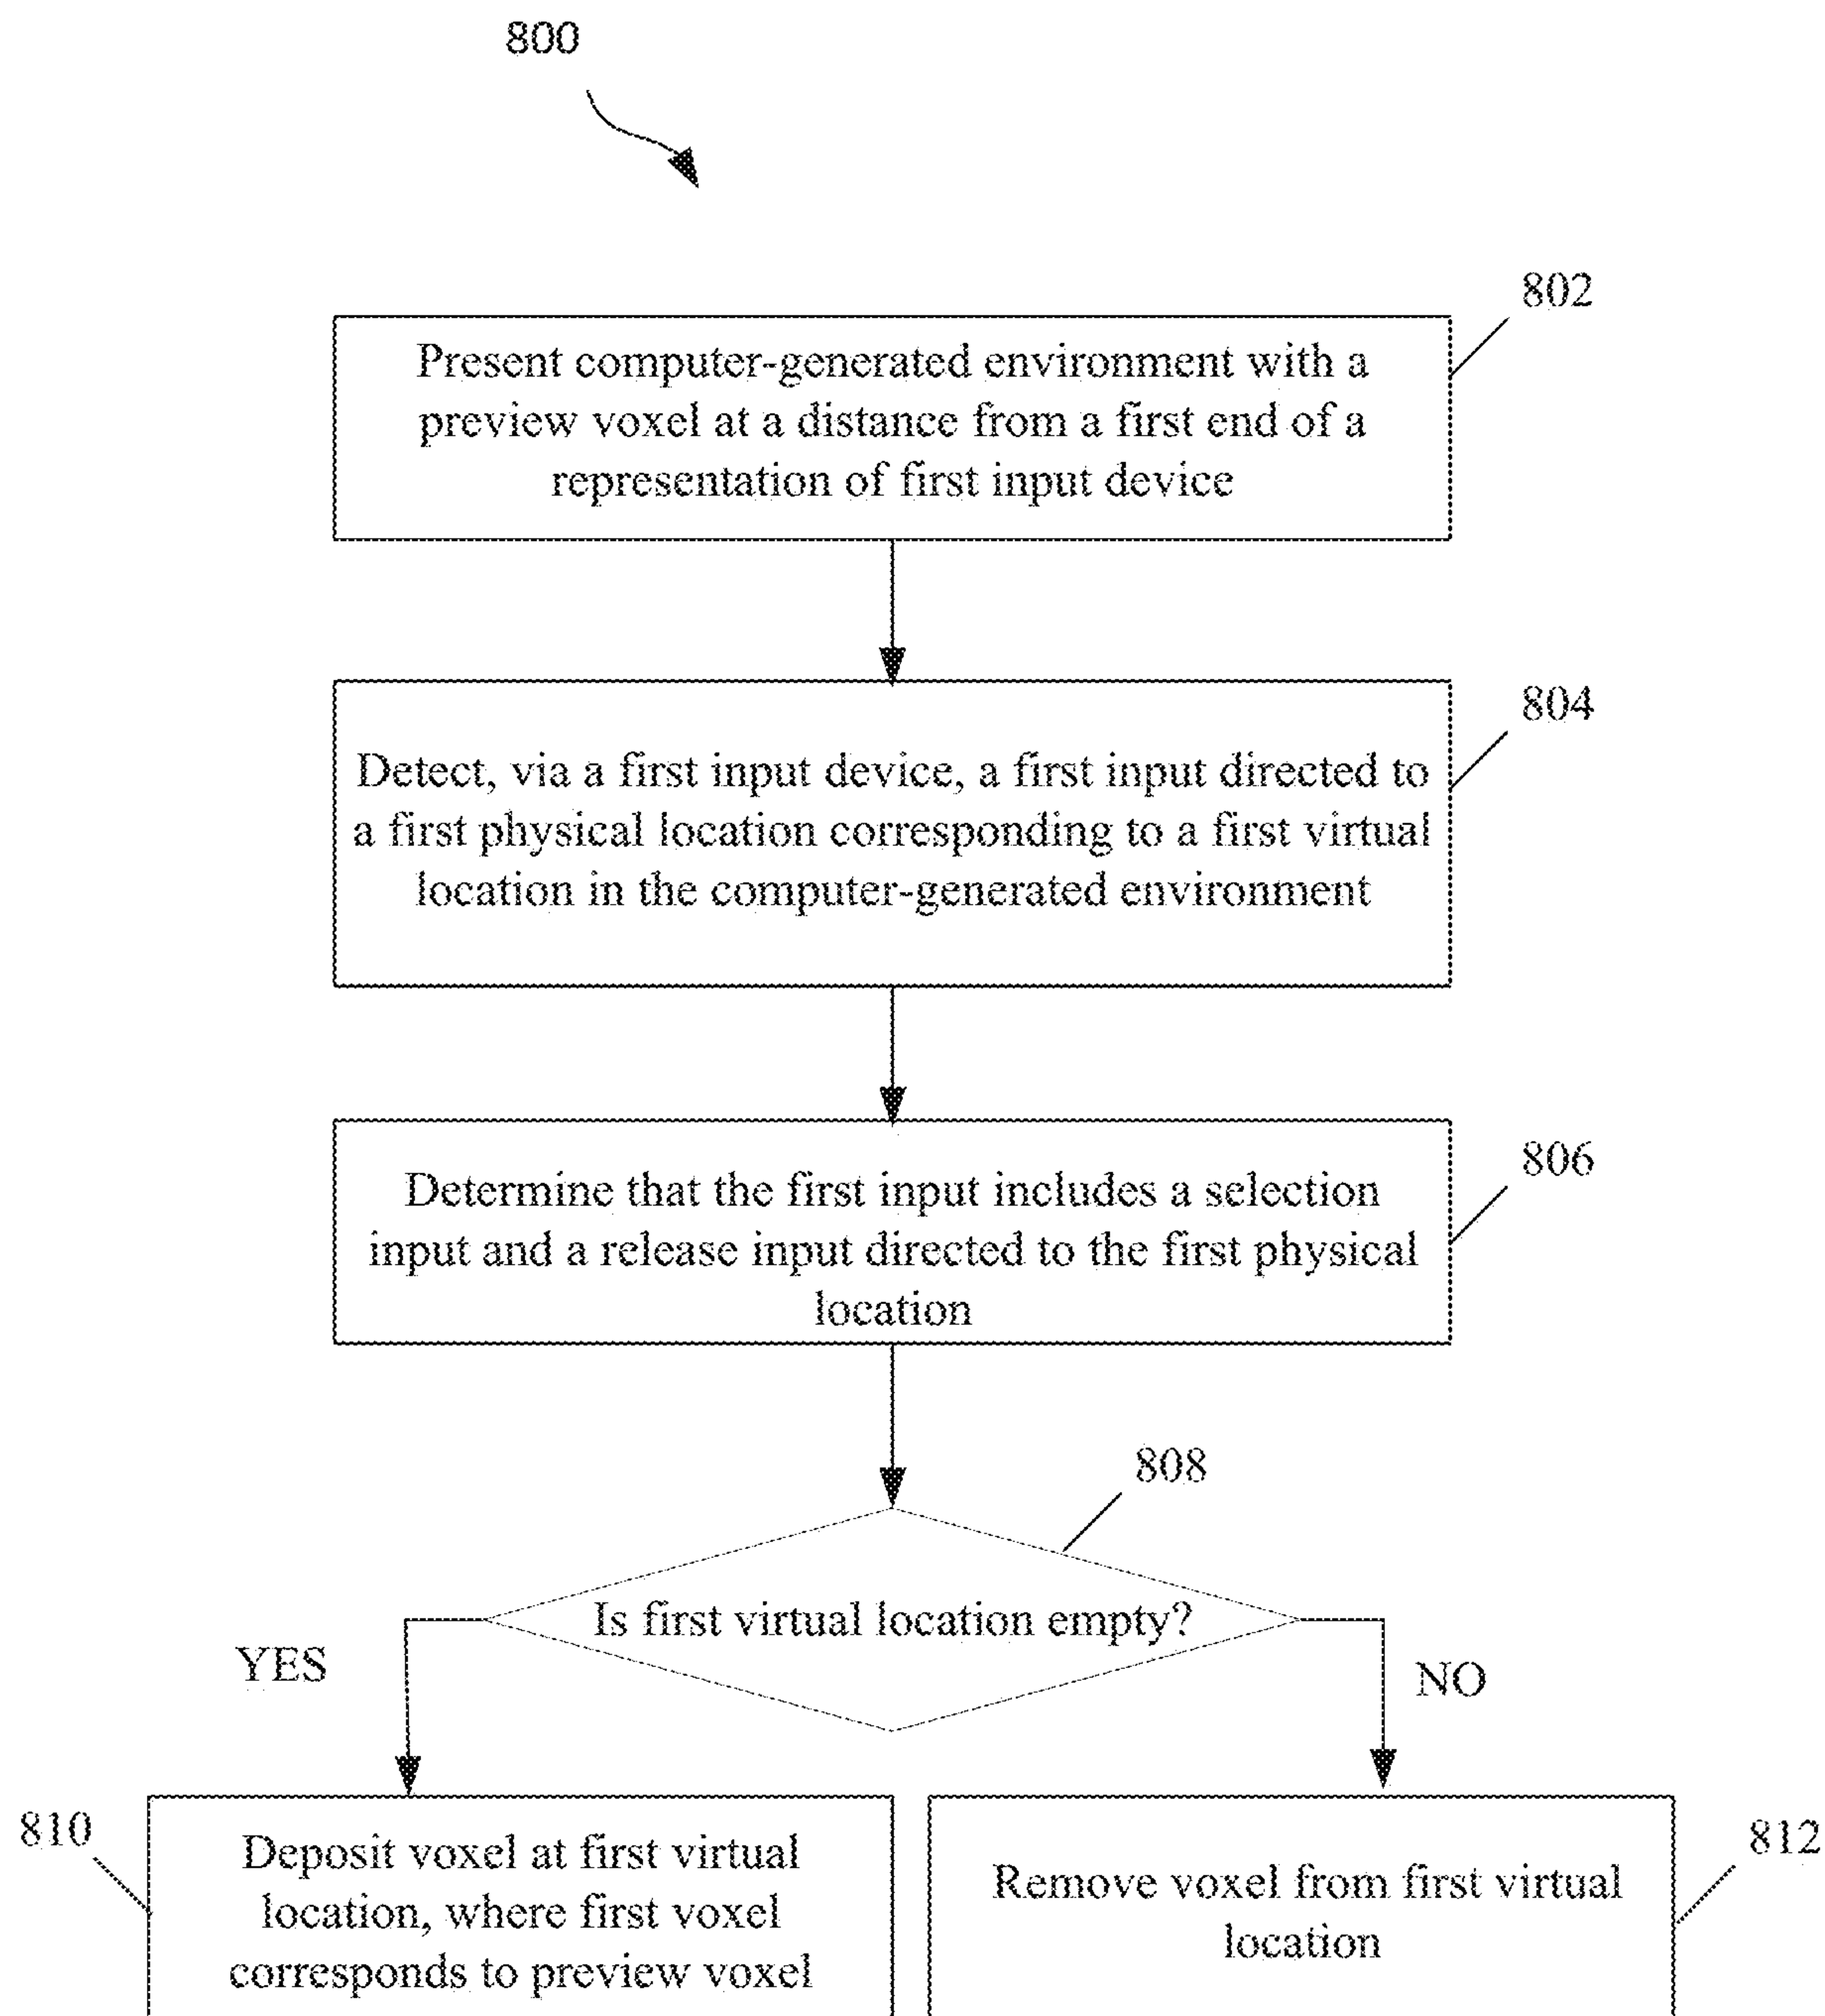 800
802
Present computer-generated environment with a
preview voxel at a distance from a first end of a
representation of first input device
804
Detect, via a first input device, a first input directed to
a first physical location corresponding to a first virtual
location in the computer-generated environment
806
Determine that the first input includes a selection
input and a release input directed to the first physical
location
808
Is first virtual location empty?
YES
NO
810
Deposit voxel at first virtual
location, where first voxel
corresponds to preview voxel
812
Remove voxel from first virtual
location